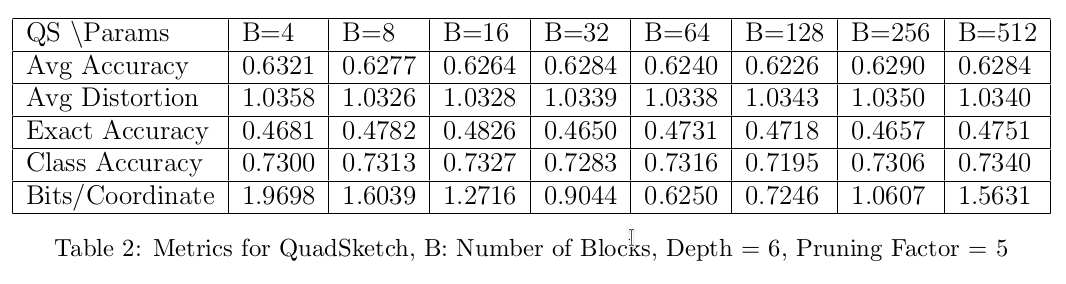 QS \Params B=4 B=8 B=16 B=32 B=64 B=128 B=256 B=512
Avg Accuracy 0.6321 0.6277 0.6264 0.6284 0.6240 0.6226 0.6290 0.6284
Avg Distortion 1.0358 1.0326 1.0328 1.0339 1.0338 1.0343 1.0350 1.0340
Exact Accuracy 0.4681 0.4782 0.4826 0.4650 0.4731 0.4718 0.4657 0.4751
Class Accuracy 0.7300 0.7313 0.7327 0.7283 0.7316 0.7195 0.7306 0.7340
Bits/Coordinate 1.9698 1.6039 1.2716 0.9044 0.6250 0.7246 1.0607 1.5631
Table 2: Metrics for QuadSketch, B: Number of Blocks, Depth = 6, Pruning Factor = 5